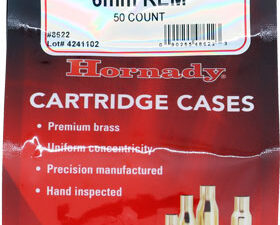 6mm REM
50 COUNT
#8622
Lot# 4241102
Hornady
CARTRIDGE CASES
• Premium brass
• Uniform concentricity
• Precision manufactured
• Hand inspected